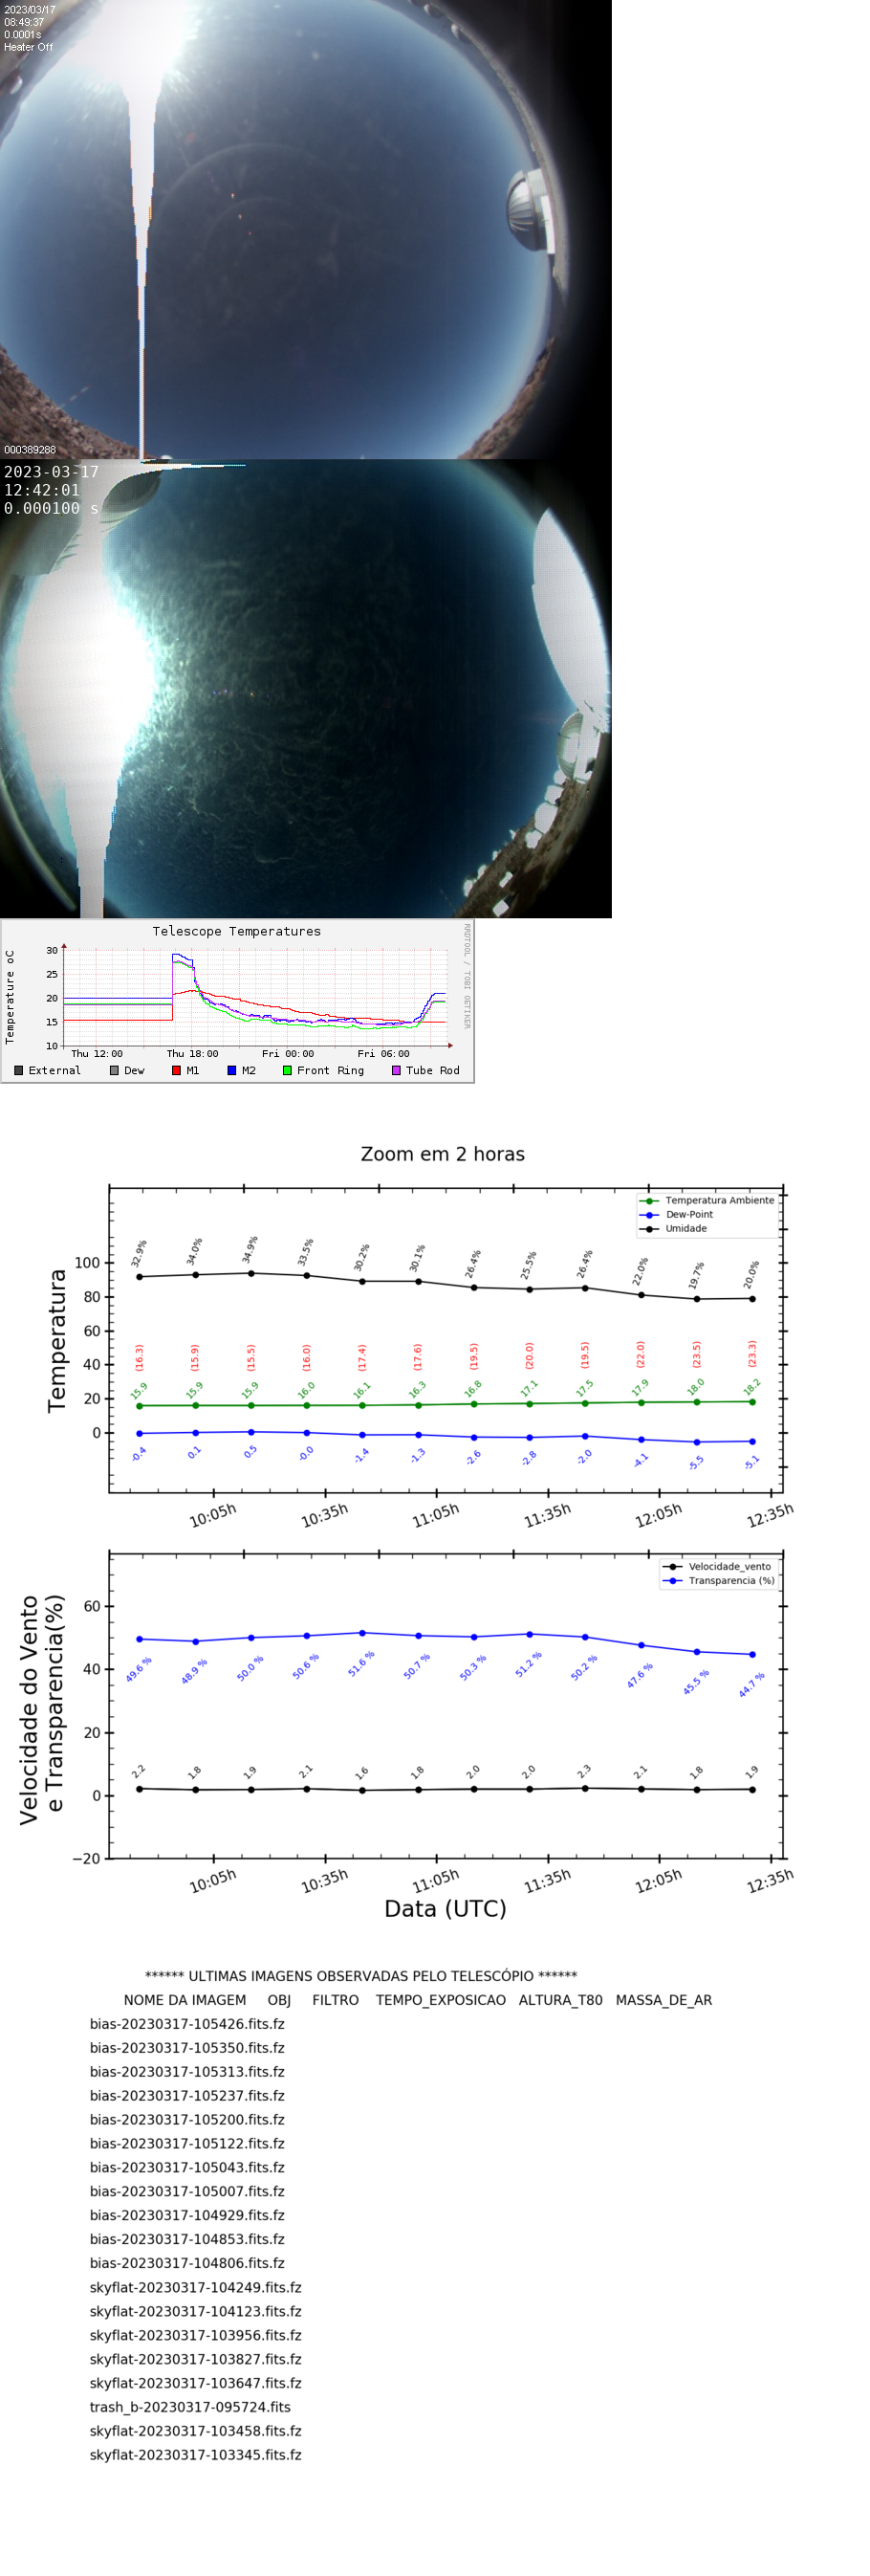 2023/03/17
08:49:37
0.0001s
Heater Off
000389288
2023-03-17
12:42:01
0.000100 s
Telescope Temperatures
RRDTOOL / TOBI OETIKER
Temperature oC
30
25
20
15
10
Thu 12:00 Thu 18:00 Fri 00:00 Fri 06:00
External Dew M1 M2 Front Ring Tube Rod
Zoom em 2 horas
Temperatura Ambiente
Dew-Point
Umidade
Temperatura
100
80
60
40
20
0
32.9% 34.0% 34.9% 33.5% 30.2% 30.1% 26.4% 25.5% 26.4% 22.0% 19.7% 20.0%
(16.3) (15.9) (15.5) (16.0) (17.4) (17.6) (19.5) (20.0) (19.5) (22.0) (23.5) (23.3)
15.9 15.9 15.9 16.0 16.1 16.3 16.8 17.1 17.5 17.9 18.0 18.2
-0.4 0.1 0.5 -0.0 -1.4 -1.3 -2.6 -2.8 -2.0 -4.1 -5.5 -5.1
10:05h 10:35h 11:05h 11:35h 12:05h 12:35h
Velocidade_vento
Transparencia (%)
Velocidade do Vento
e Transparencia(%)
60
40
20
0
−20
49.6 % 48.9 % 50.0 % 50.6 % 51.6 % 50.7 % 50.3 % 51.2 % 50.2 % 47.6 % 45.5 % 44.7 %
2.2 1.8 1.9 2.1 1.6 1.8 2.0 2.0 2.3 2.1 1.8 1.9
10:05h 10:35h 11:05h 11:35h 12:05h 12:35h
Data (UTC)
****** ULTIMAS IMAGENS OBSERVADAS PELO TELESCÓPIO ******
NOME DA IMAGEM OBJ FILTRO TEMPO_EXPOSICAO ALTURA_T80 MASSA_DE_AR
bias-20230317-105426.fits.fz
bias-20230317-105350.fits.fz
bias-20230317-105313.fits.fz
bias-20230317-105237.fits.fz
bias-20230317-105200.fits.fz
bias-20230317-105122.fits.fz
bias-20230317-105043.fits.fz
bias-20230317-105007.fits.fz
bias-20230317-104929.fits.fz
bias-20230317-104853.fits.fz
bias-20230317-104806.fits.fz
skyflat-20230317-104249.fits.fz
skyflat-20230317-104123.fits.fz
skyflat-20230317-103956.fits.fz
skyflat-20230317-103827.fits.fz
skyflat-20230317-103647.fits.fz
trash_b-20230317-095724.fits
skyflat-20230317-103458.fits.fz
skyflat-20230317-103345.fits.fz